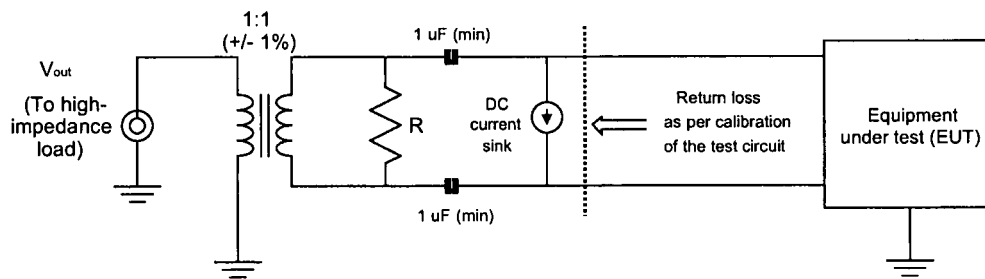 1:1
(+/- 1%)
1 uF (min)
Vout
(To high-
impedance
load)
R
DC
current
sink
Return loss
as per calibration
of the test circuit
Equipment
under test (EUT)
1 uF (min)